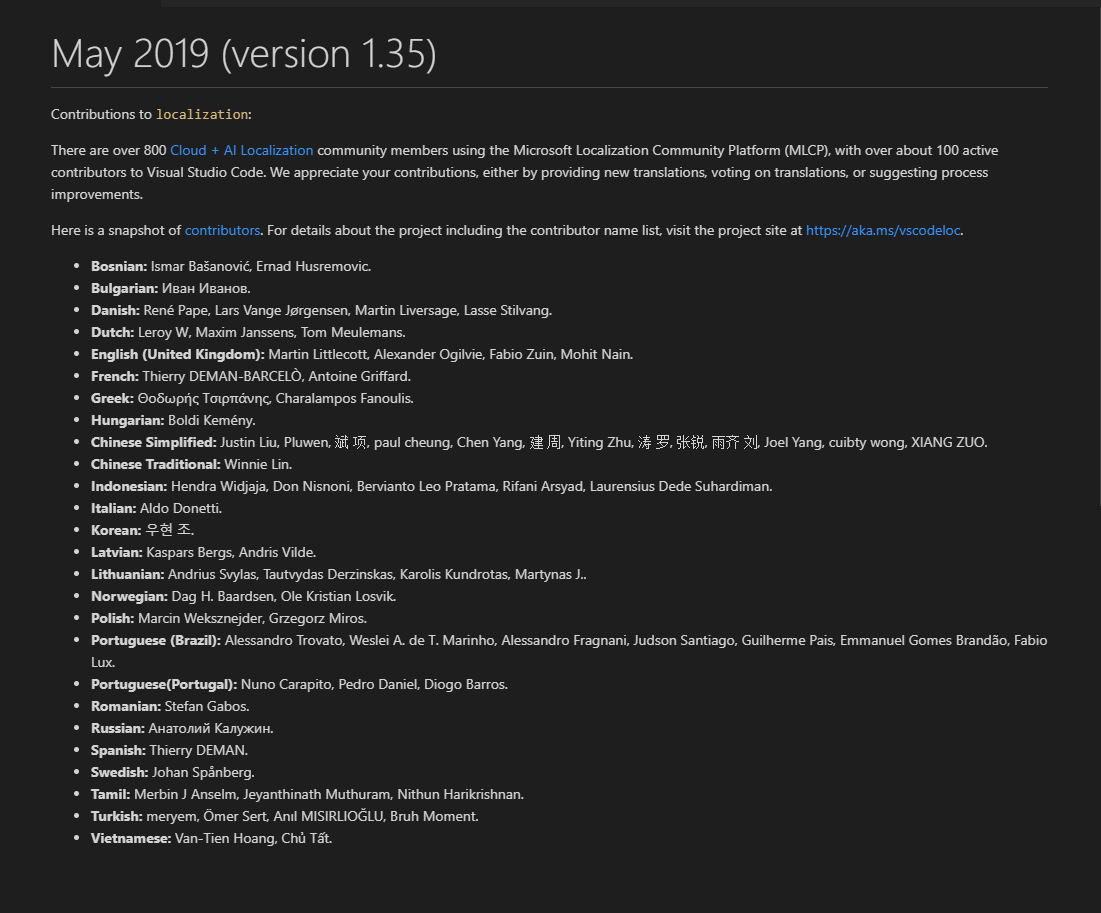 May 2019 (version 1.35)
Contributions to localization:
There are over 800 Cloud + AI Localization community members using the Microsoft Localization Community Platform (MLCP), with over about 100 active
contributors to Visual Studio Code. We appreciate your contributions, either by providing new translations, voting on translations, or suggesting process
improvements.
Here is a snapshot of contributors. For details about the project including the contributor name list, visit the project site at https://aka.ms/vscodeloc.
• Bosnian: Ismar Bašanović, Ernad Husremovic.
• Bulgarian: Иван Иванов.
• Danish: René Pape, Lars Vange Jørgensen, Martin Liversage, Lasse Stilvang.
• Dutch: Leroy W, Maxim Janssens, Tom Meulemans.
• English (United Kingdom): Martin Littlecott, Alexander Ogilvie, Fabio Zuin, Mohit Nain.
• French: Thierry DEMAN-BARCELÒ, Antoine Griffard.
• Greek: Θοδωρής Τσιρπάνης, Charalampos Fanoulis.
• Hungarian: Boldi Kemény.
• Chinese Simplified: Justin Liu, Pluwen, 斌 项, paul cheung, Chen Yang, 建 周, Yiting Zhu, 涛 罗, 张锐, 雨齐 刘, Joel Yang, cuibty wong, XIANG ZUO.
• Chinese Traditional: Winnie Lin.
• Indonesian: Hendra Widjaja, Don Nisnoni, Bervianto Leo Pratama, Rifani Arsyad, Laurensius Dede Suhardiman.
• Italian: Aldo Donetti.
• Korean: 우현 조.
• Latvian: Kaspars Bergs, Andris Vilde.
• Lithuanian: Andrius Svylas, Tautvydas Derzinskas, Karolis Kundrotas, Martynas J..
• Norwegian: Dag H. Baardsen, Ole Kristian Losvik.
• Polish: Marcin Weksznejder, Grzegorz Miros.
• Portuguese (Brazil): Alessandro Trovato, Weslei A. de T. Marinho, Alessandro Fragnani, Judson Santiago, Guilherme Pais, Emmanuel Gomes Brandão, Fabio
Lux.
• Portuguese(Portugal): Nuno Carapito, Pedro Daniel, Diogo Barros.
• Romanian: Stefan Gabos.
• Russian: Анатолий Калужин.
• Spanish: Thierry DEMAN.
• Swedish: Johan Spånberg.
• Tamil: Merbin J Anselm, Jeyanthinath Muthuram, Nithun Harikrishnan.
• Turkish: meryem, Ömer Sert, Anıl MISIRLIOĞLU, Bruh Moment.
• Vietnamese: Van-Tien Hoang, Chủ Tất.